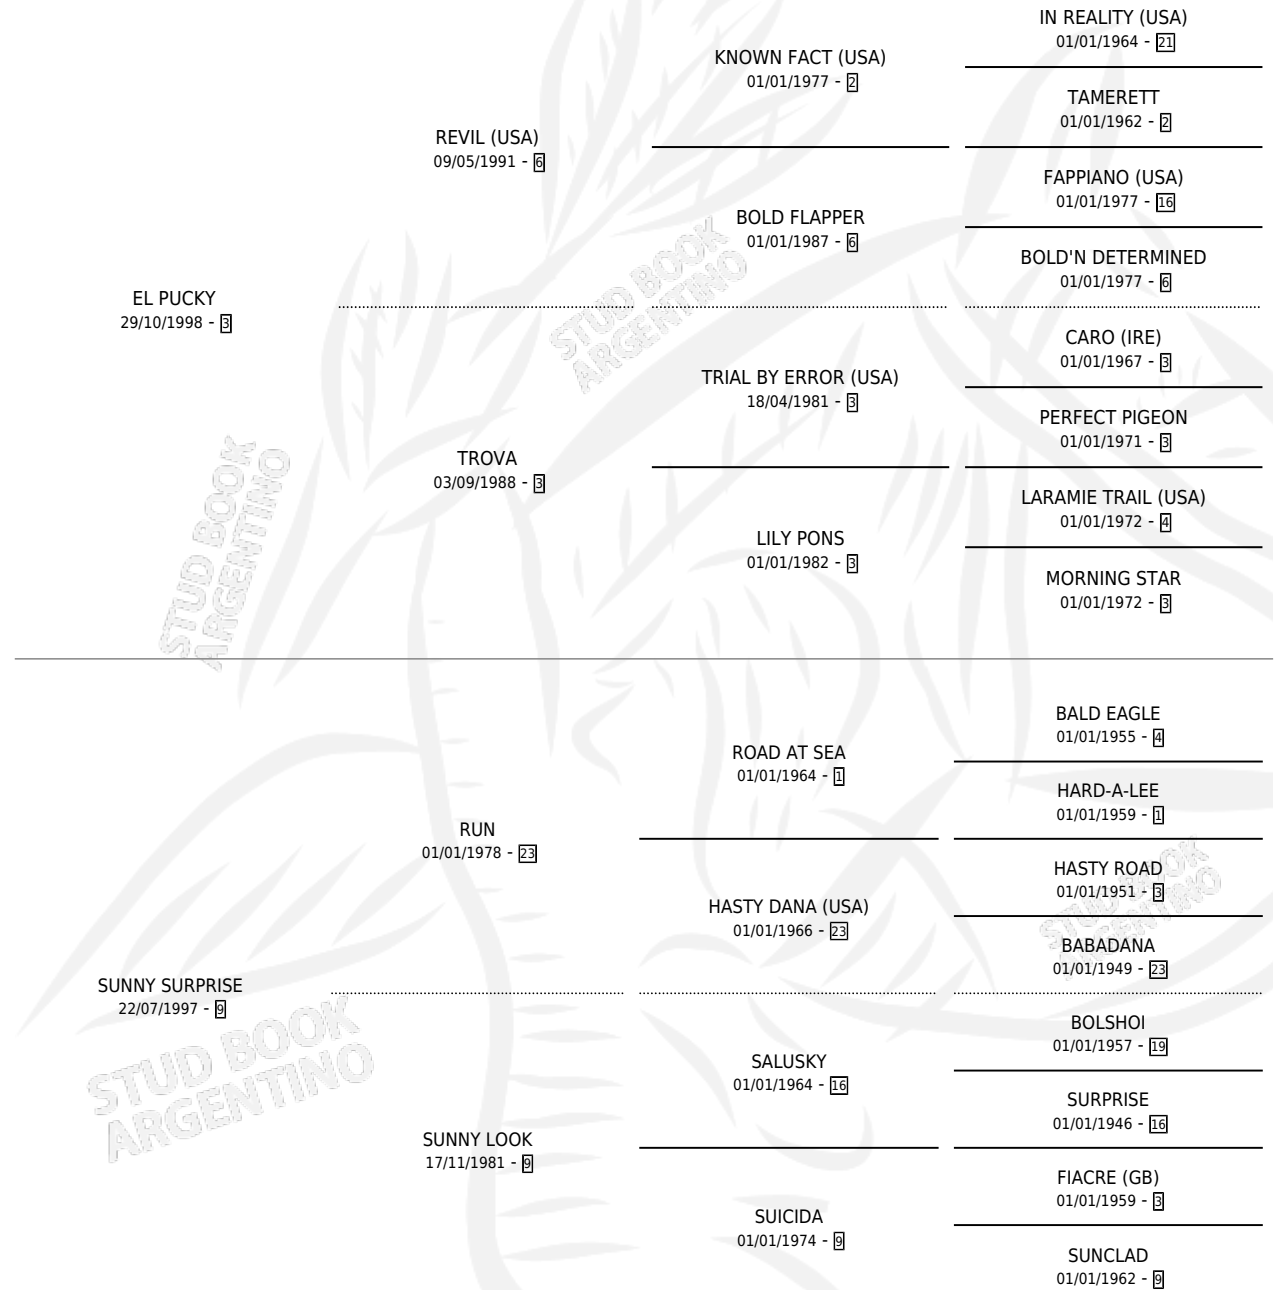 IN REALITY (USA)
01/01/1964 - 21
KNOWN FACT (USA)
01/01/1977 - 2
TAMERETT
01/01/1962 - 2
REVIL (USA)
09/05/1991 - 6
FAPPIANO (USA)
01/01/1977 - 16
BOLD FLAPPER
01/01/1987 - 6
BOLD'N DETERMINED
01/01/1977 - 6
EL PUCKY
29/10/1998 - 3
STUD BOOK
ARGENTINO
CARO (IRE)
01/01/1967 - 3
TRIAL BY ERROR (USA)
18/04/1981 - 3
PERFECT PIGEON
01/01/1971 - 3
TROVA
03/09/1988 - 3
LARAMIE TRAIL (USA)
01/01/1972 - 4
LILY PONS
01/01/1982 - 3
MORNING STAR
01/01/1972 - 3
STUD BOOK
ARGENTINO
BALD EAGLE
01/01/1955 - 4
ROAD AT SEA
01/01/1964 - 1
HARD-A-LEE
01/01/1959 - 1
RUN
01/01/1978 - 23
HASTY ROAD
01/01/1951 - 3
HASTY DANA (USA)
01/01/1966 - 23
STUD BOOK
ARGENTINO
BABADANA
01/01/1949 - 23
SUNNY SURPRISE
22/07/1997 - 9
STUD BOOK
ARGENTINO
BOLSHOI
01/01/1957 - 19
SALUSKY
01/01/1964 - 16
SURPRISE
01/01/1946 - 16
SUNNY LOOK
17/11/1981 - 9
FIACRE (GB)
01/01/1959 - 3
SUICIDA
01/01/1974 - 9
SUNCLAD
01/01/1962 - 9